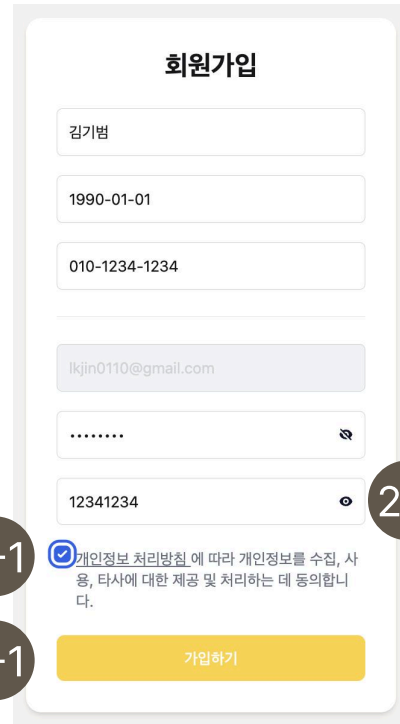 회원가입
김기범
1990-01-01
010-1234-1234
lkjin0110@gmail.com
••••••••
12341234
2
-1
개인정보 처리방침 에 따라 개인정보를 수집, 사
용, 타사에 대한 제공 및 처리하는 데 동의합니
다.
-1
가입하기